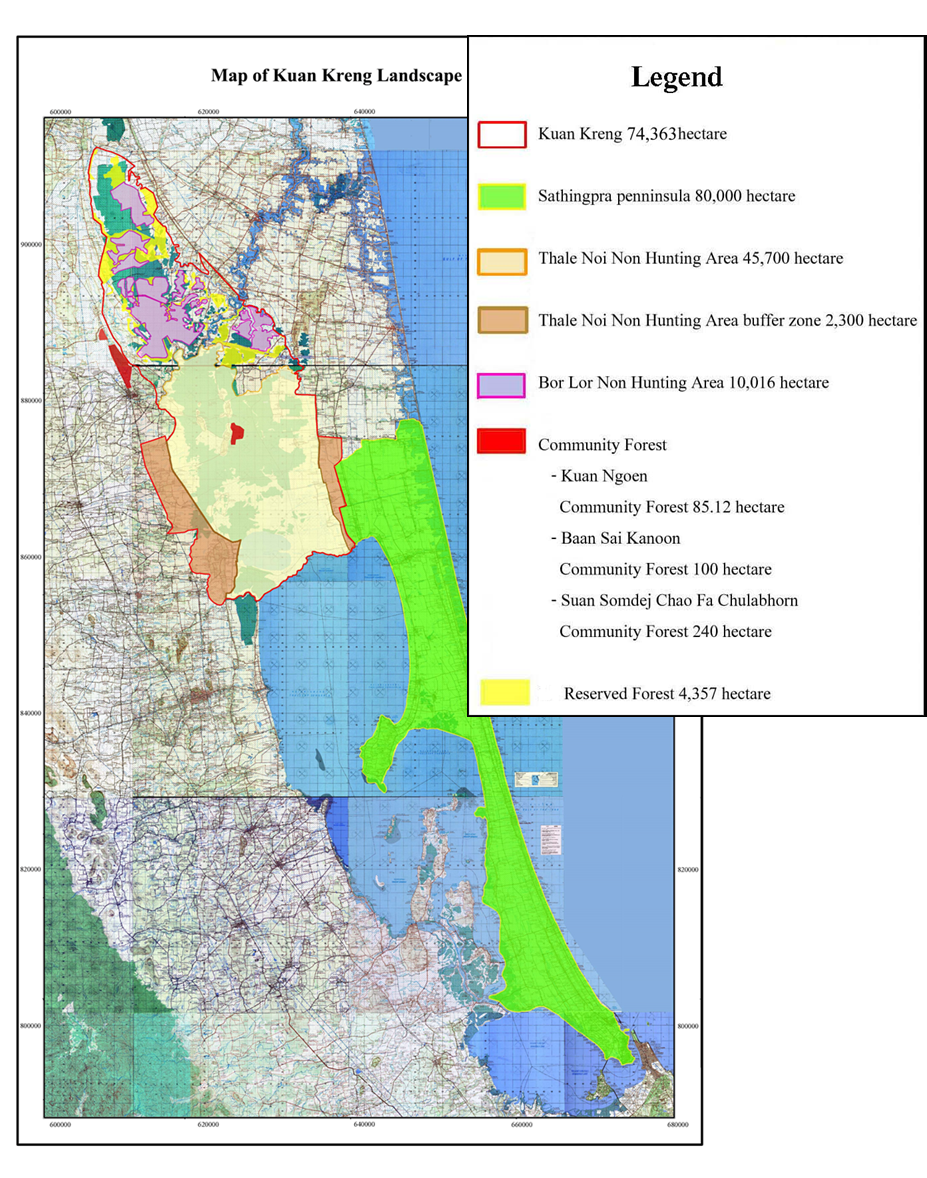 Map of Kuan Kreng Landscape
Legend
Kuan Kreng 74,363hectare
Sathingpra penninsula 80,000 hectare
Thale Noi Non Hunting Area 45,700 hectare
Thale Noi Non Hunting Area buffer zone 2,300 hectare
Bor Lor Non Hunting Area 10,016 hectare
Community Forest
- Kuan Ngoen
Community Forest 85.12 hectare
- Baan Sai Kanoon
Community Forest 100 hectare
- Suan Somdej Chao Fa Chulabhorn
Community Forest 240 hectare
Reserved Forest 4,357 hectare
600000 620000 640000
900000
880000
860000
840000
820000 820000
800000 800000
600000 620000 640000 660000 680000